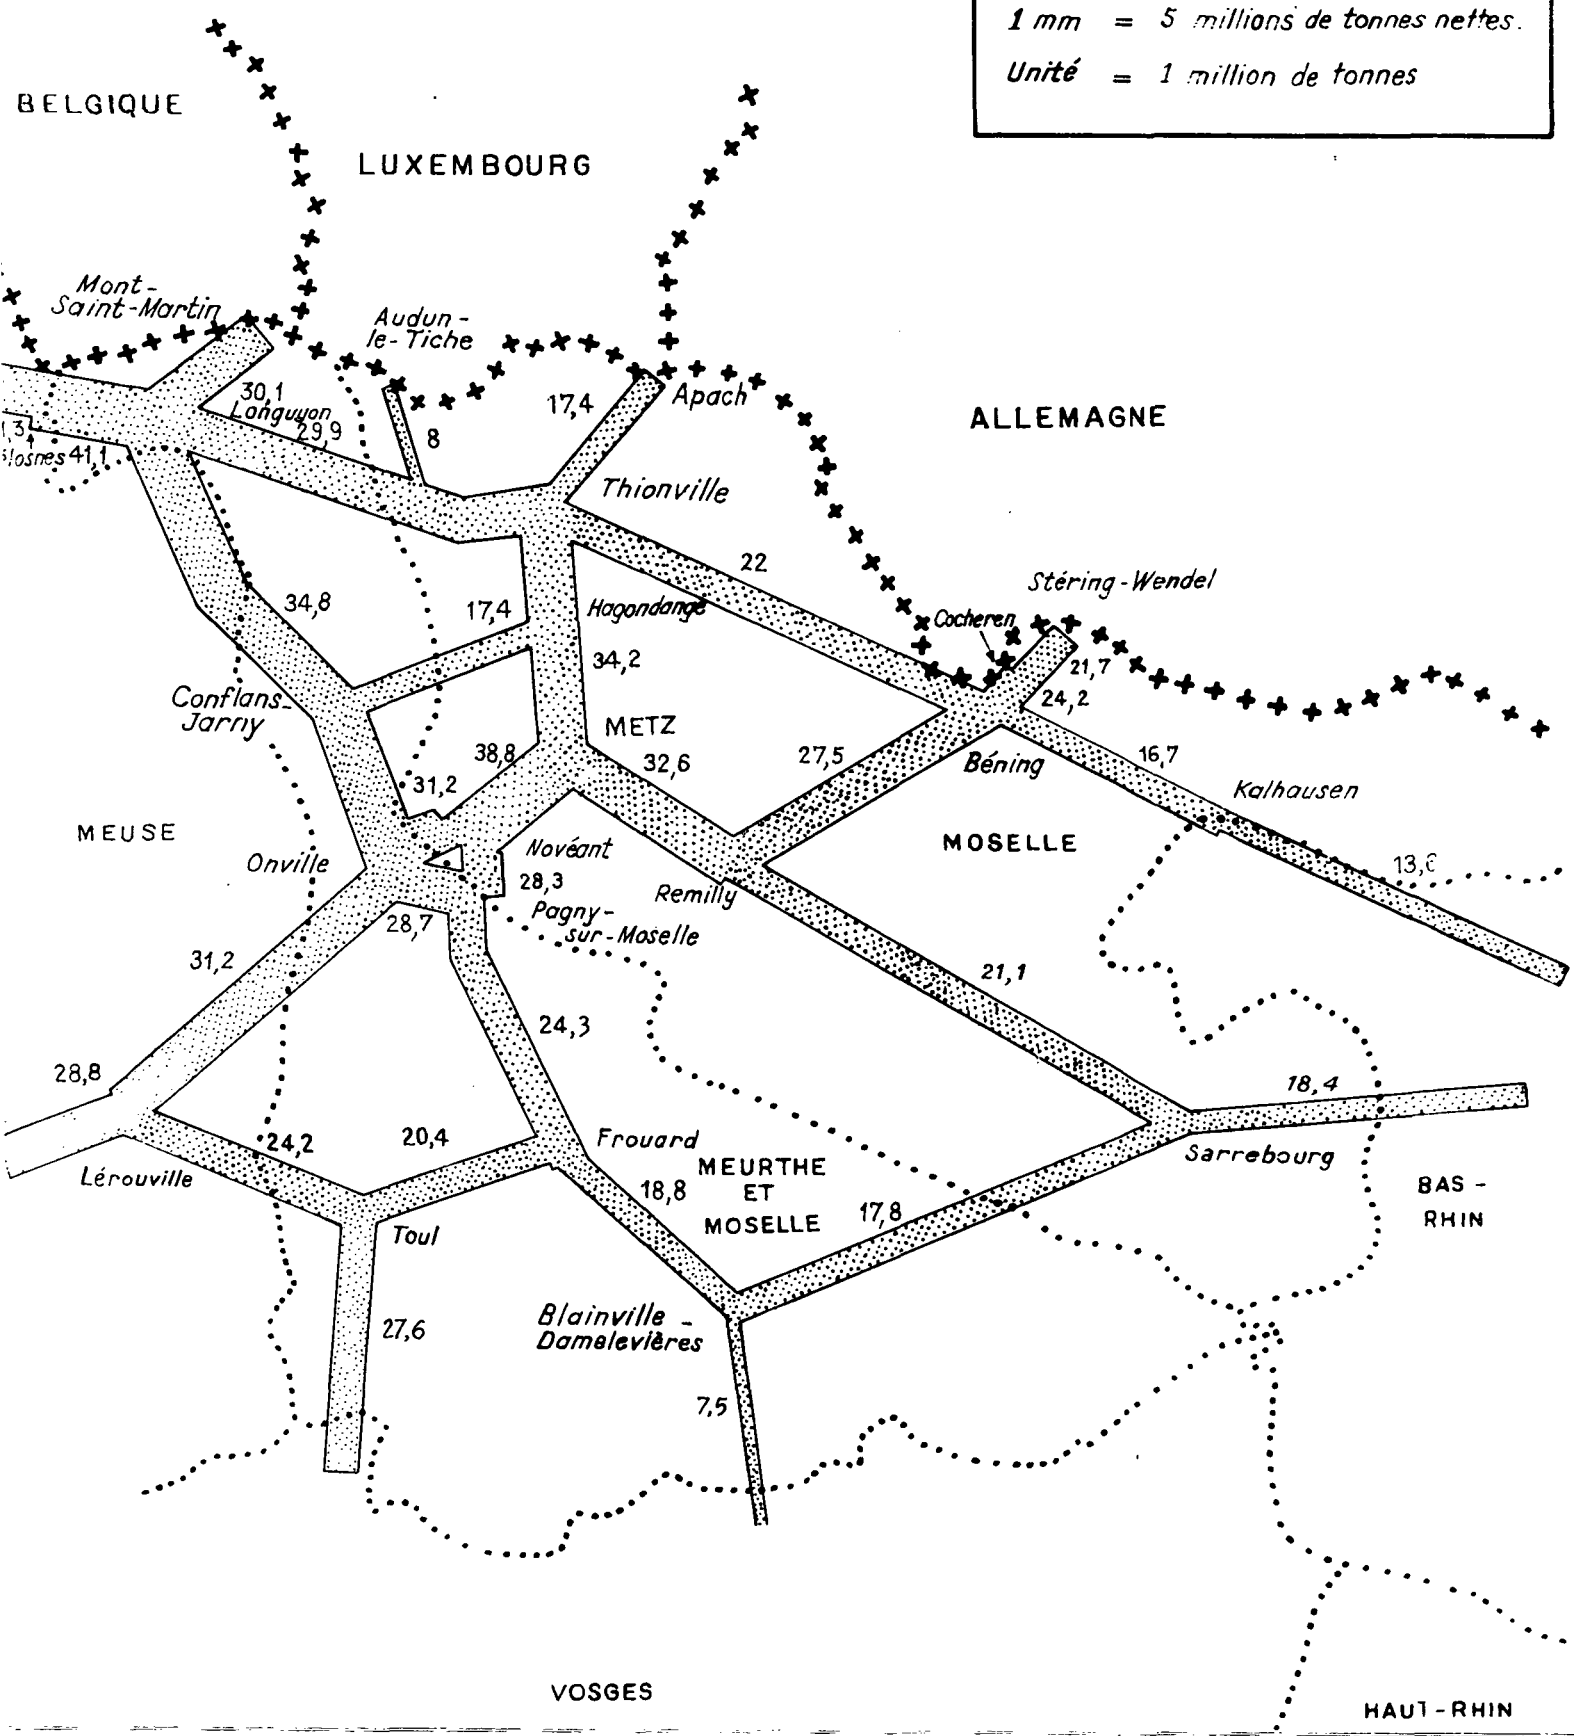 1 mm = 5 millions de tonnes nettes.
Unité = 1 million de tonnes
BELGIQUE
LUXEMBOURG
Mont-
Saint-Martin
Audun-
le-Tiche
30,1
Longuyon
29,9
17,4
Apach
ALLEMAGNE
8
41,1
Thionville
22
Stéring-Wendel
34,8
17,4
Hagondange
Cocheren
34,2
21,7
24,2
Conflans-
Jarny
METZ
38,8
32,6
27,5
Béning
16,7
Kalhausen
31,2
MEUSE
MOSELLE
Onville
Novéant
28,3
Remilly
13,6
28,7
Pagny-
sur-Moselle
31,2
21,1
24,3
28,8
18,4
24,2
20,4
Frouard
Lérouville
18,8
MEURTHE
ET
MOSELLE
17,8
Sarrebourg
BAS-
RHIN
Toul
27,6
Blainville-
Damelevières
7,5
VOSGES
HAUT-RHIN